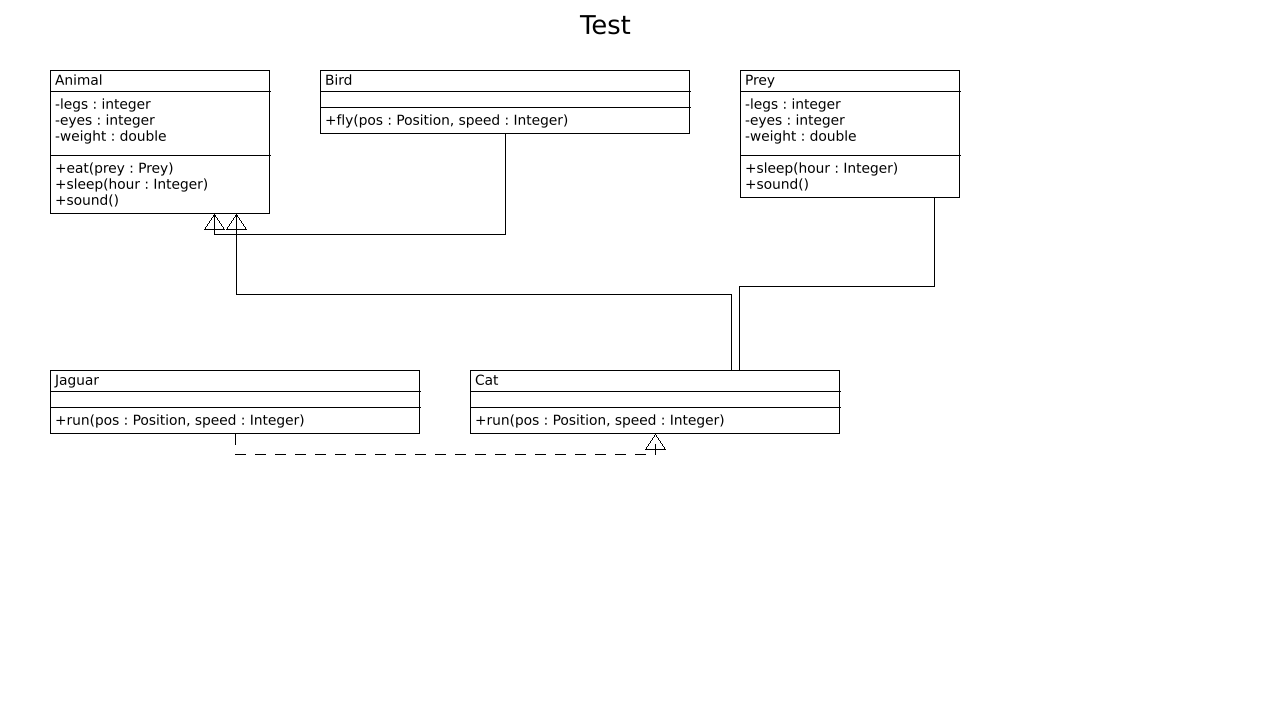 Test
Animal
-legs : integer
-eyes : integer
-weight : double
+eat(prey : Prey)
+sleep(hour : Integer)
+sound()
Bird
+fly(pos : Position, speed : Integer)
Prey
-legs : integer
-eyes : integer
-weight : double
+sleep(hour : Integer)
+sound()
Jaguar
+run(pos : Position, speed : Integer)
Cat
+run(pos : Position, speed : Integer)